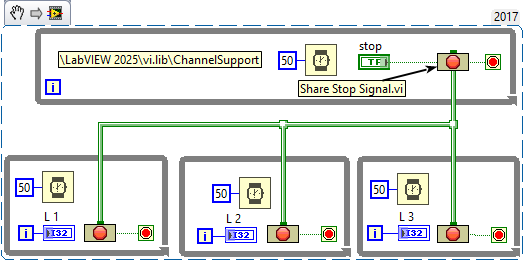 2017
stop
\LabVIEW 2025\vi.lib\ChannelSupport
50
TF
Share Stop Signal.vi
i
50
50
50
L 1
L 2
L 3
i
I32
i
I32
i
I32